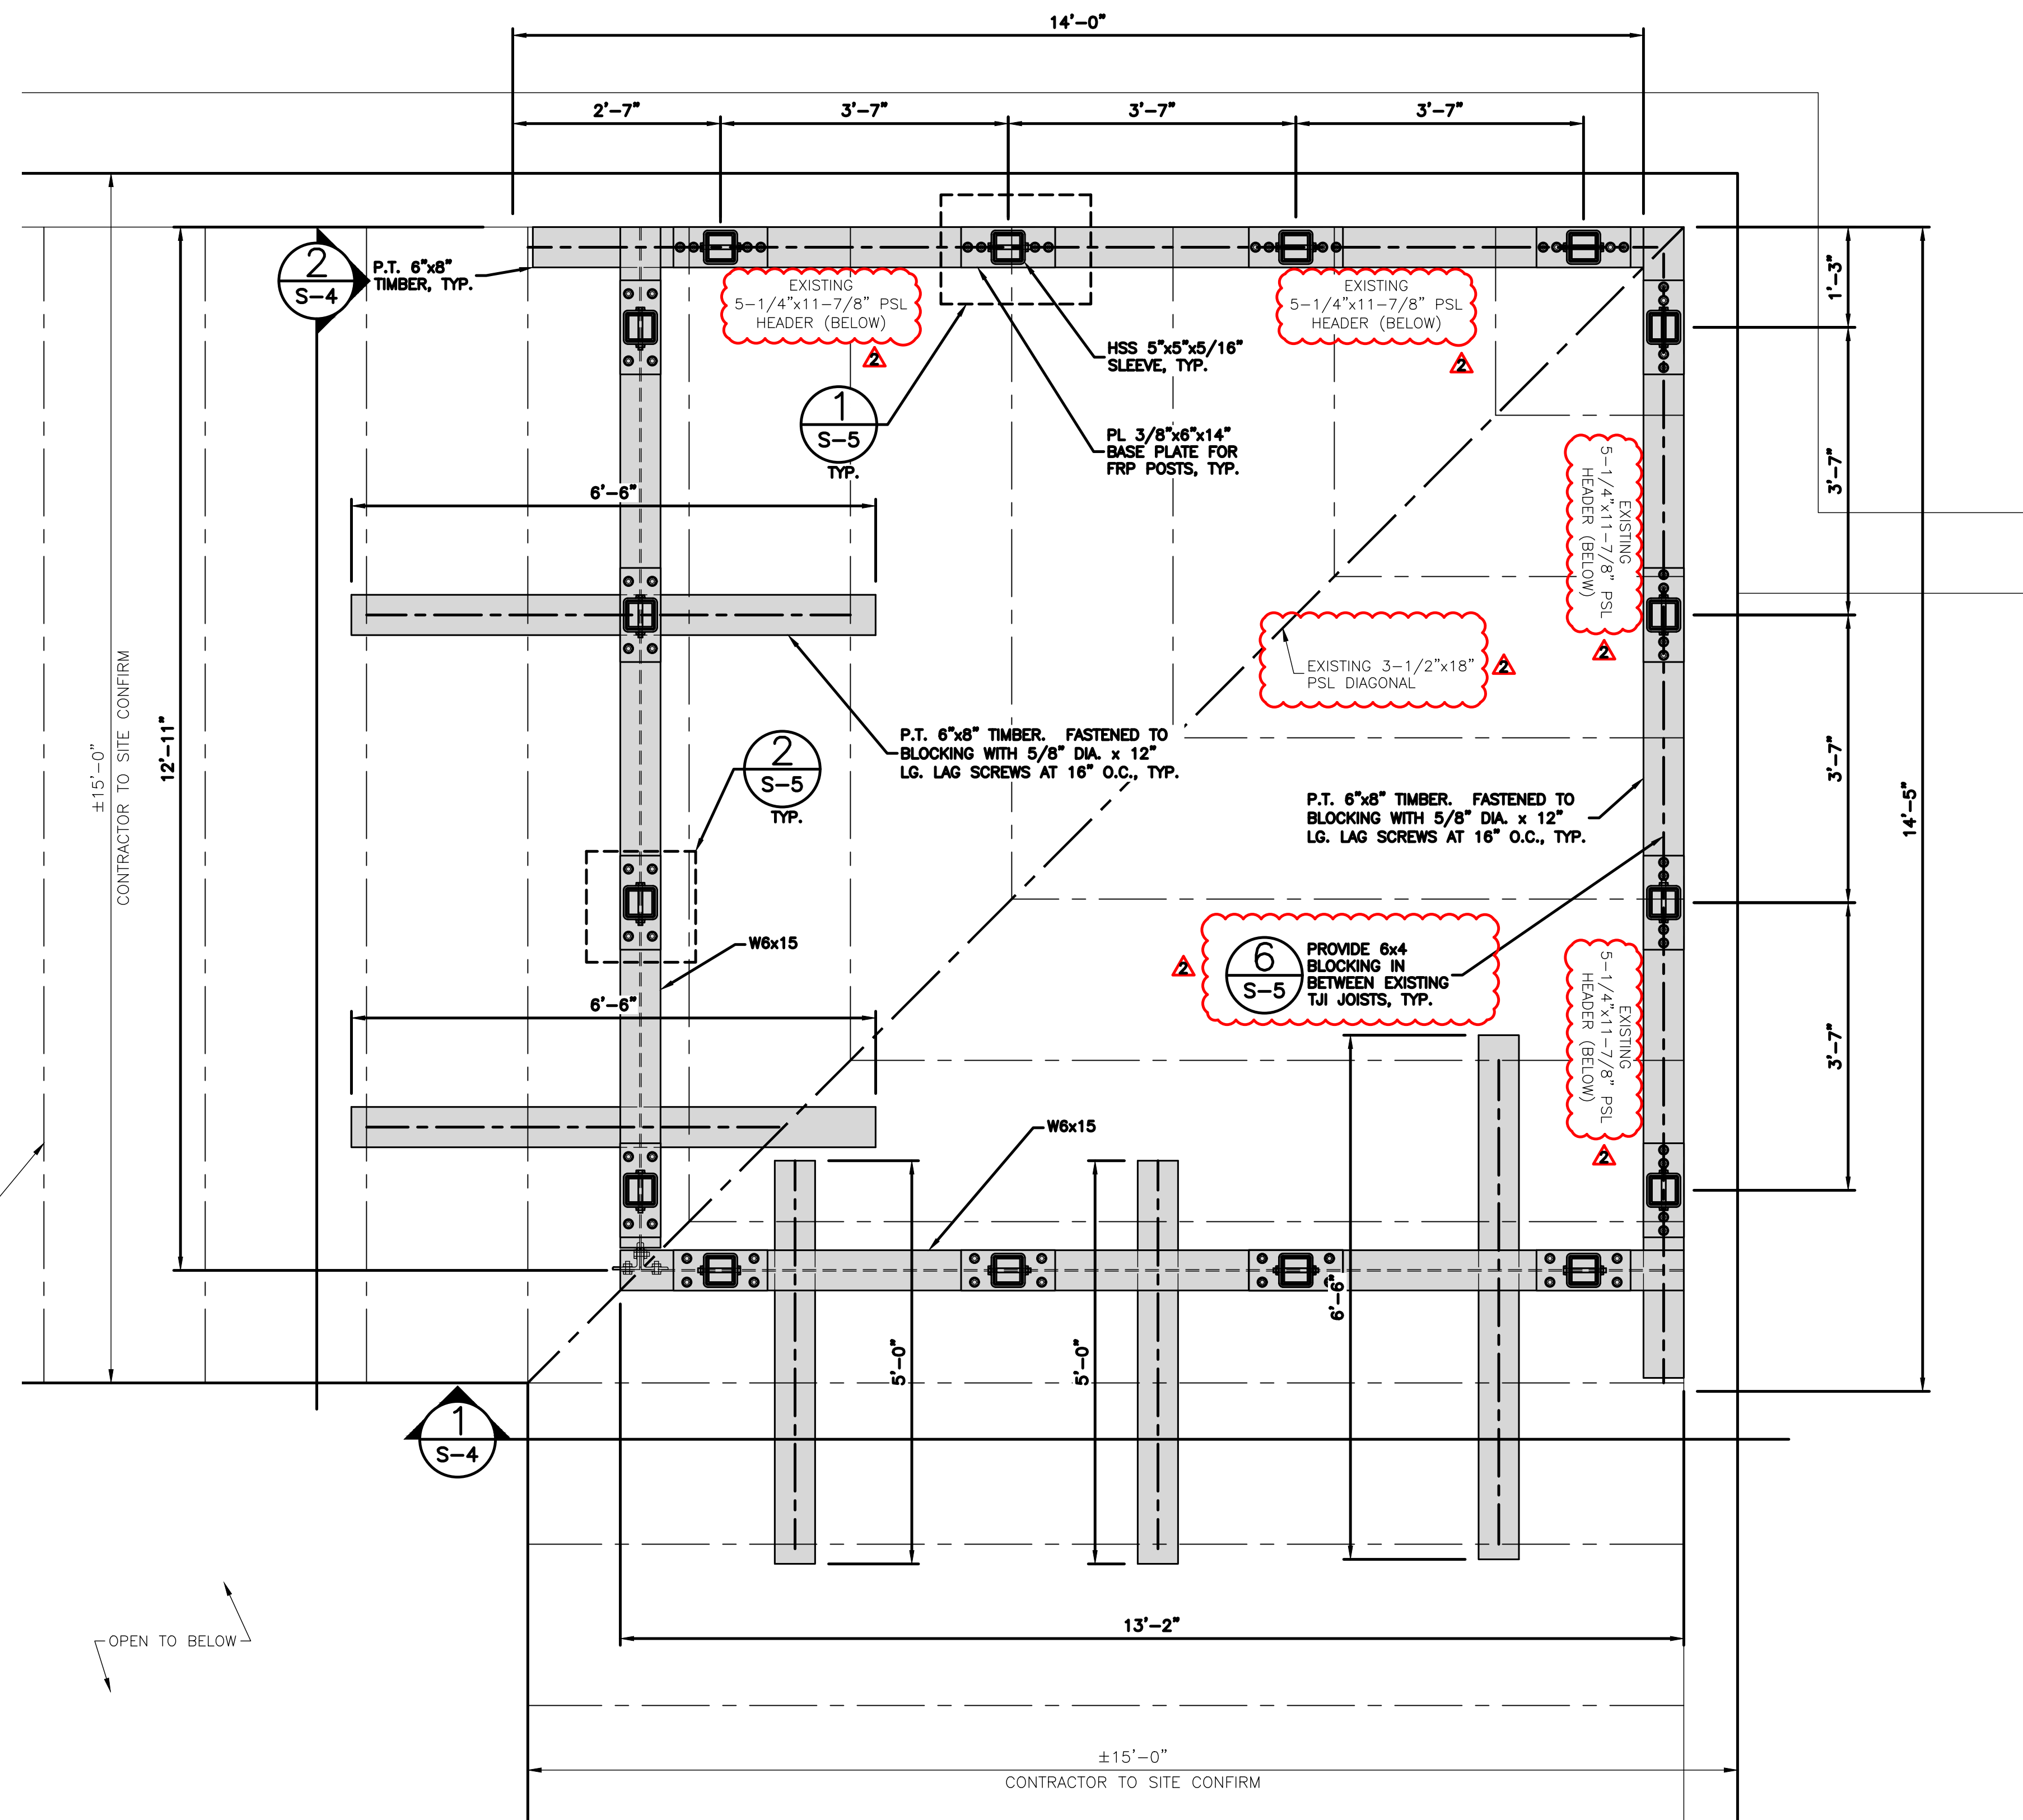 14'-0"
2'-7"
3'-7"
3'-7"
3'-7"
2
S-4
P.T. 6"x8"
TIMBER, TYP.
EXISTING
5-1/4"x11-7/8" PSL
HEADER (BELOW)
2
EXISTING
5-1/4"x11-7/8" PSL
HEADER (BELOW)
2
HSS 5"x5"x5/16"
SLEEVE, TYP.
1
S-5
TYP.
PL 3/8"x6"x14"
BASE PLATE FOR
FRP POSTS, TYP.
1'-3"
3'-7"
3'-7"
3'-7"
14'-5"
6'-6"
EXISTING
5-1/4"x11-7/8" PSL
HEADER (BELOW)
2
EXISTING 3-1/2"x18"
PSL DIAGONAL
2
±15'-0"
CONTRACTOR TO SITE CONFIRM
12'-11"
P.T. 6"x8" TIMBER. FASTENED TO
BLOCKING WITH 5/8" DIA. x 12"
LG. LAG SCREWS AT 16" O.C., TYP.
2
S-5
TYP.
P.T. 6"x8" TIMBER. FASTENED TO
BLOCKING WITH 5/8" DIA. x 12"
LG. LAG SCREWS AT 16" O.C., TYP.
W6x15
6'-6"
2
6
S-5
PROVIDE 6x4
BLOCKING IN
BETWEEN EXISTING
TJI JOISTS, TYP.
EXISTING
5-1/4"x11-7/8" PSL
HEADER (BELOW)
2
W6x15
5'-0"
5'-0"
6'-6"
1
S-4
13'-2"
OPEN TO BELOW
±15'-0"
CONTRACTOR TO SITE CONFIRM